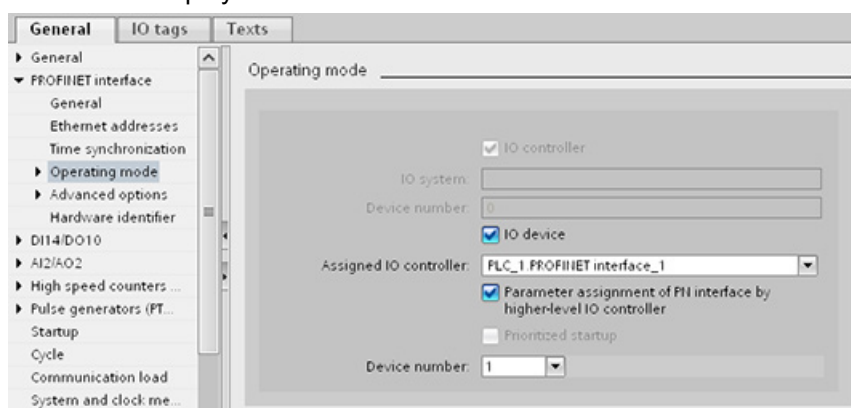 General IO tags Texts
General
PROFINET interface
General
Ethernet addresses
Time synchronization
Operating mode
Advanced options
Hardware identifier
DI14/DO10
AI2/AO2
High speed counters ...
Pulse generators (PT...
Startup
Cycle
Communication load
System and clock me...
Operating mode
IO controller
IO system:
Device number: 0
IO device
Assigned IO controller: PLC_1.PROFINET interface_1
Parameter assignment of PN interface by
higher-level IO controller
Prioritized startup
Device number: 1